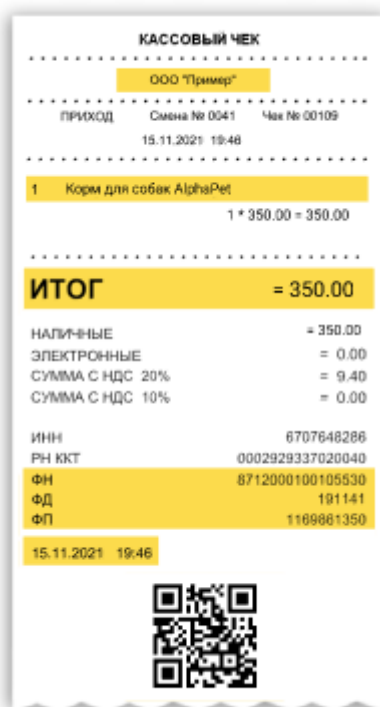 КАССОВЫЙ ЧЕК
ООО "Пример"
ПРИХОД Смена № 0041 Чек № 00109
15.11.2021 19:46
1 Корм для собак AlphaPet
1 * 350.00 = 350.00
ИТОГ = 350.00
НАЛИЧНЫЕ = 350.00
ЭЛЕКТРОННЫЕ = 0.00
СУММА С НДС 20% = 9.40
СУММА С НДС 10% = 0.00
ИНН 6707648286
РН ККТ 0002929337020040
ФН 8712000100105530
ФД 191141
ФП 1169861350
15.11.2021 19:46